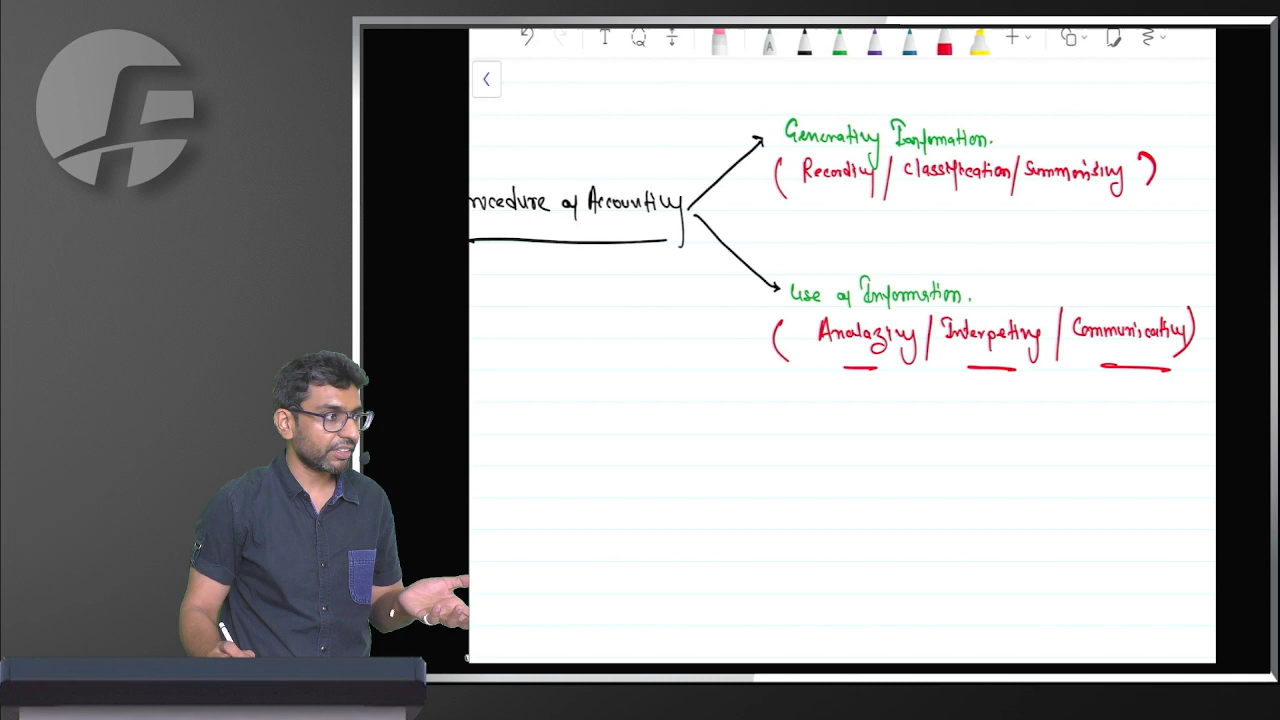 Generating Information.
( Recording / Classification / Summarising )
rocedure of Accounting
Use of Information.
( Analazing / Interpeting / Communicating )